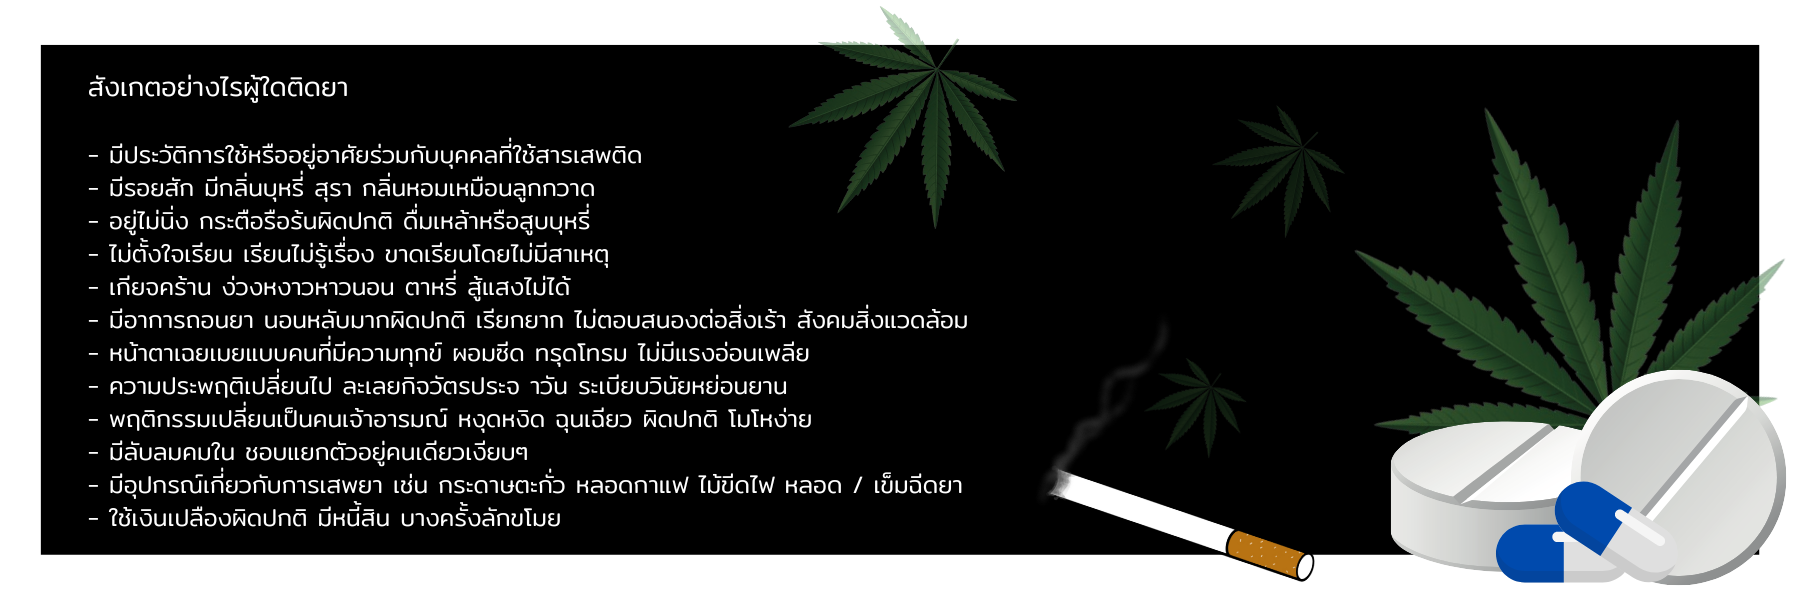 สังเกตอย่างไรผู้ใดติดยา
- มีประวัติการใช้หรืออยู่อาศัยร่วมกับบุคคลที่ใช้สารเสพติด
- มีรอยสัก มีกลิ่นบุหรี่ สุรา กลิ่นหอมเหมือนลูกกวาด
- อยู่ไม่นิ่ง กระตือรือร้นผิดปกติ ดื่มเหล้าหรือสูบบุหรี่
- ไม่ตั้งใจเรียน เรียนไม่รู้เรื่อง ขาดเรียนโดยไม่มีสาเหตุ
- เกียจคร้าน ง่วงหงาวหาวนอน ตาหรี่ สู้แสงไม่ได้
- มีอาการถอนยา นอนหลับมากผิดปกติ เรียกยาก ไม่ตอบสนองต่อสิ่งเร้า สังคมสิ่งแวดล้อม
- หน้าตาเฉยเมยแบบคนที่มีความทุกข์ ผอมซีด ทรุดโทรม ไม่มีแรงอ่อนเพลีย
- ความประพฤติเปลี่ยนไป ละเลยกิจวัตรประจ าวัน ระเบียบวินัยหย่อนยาน
- พฤติกรรมเปลี่ยนเป็นคนเจ้าอารมณ์ หงุดหงิด ฉุนเฉียว ผิดปกติ โมโหง่าย
- มีลับลมคมใน ชอบแยกตัวอยู่คนเดียวเงียบๆ
- มีอุปกรณ์เกี่ยวกับการเสพยา เช่น กระดาษตะกั่ว หลอดกาแฟ ไม้ขีดไฟ หลอด / เข็มฉีดยา
- ใช้เงินเปลืองผิดปกติ มีหนี้สิน บางครั้งลักขโมย